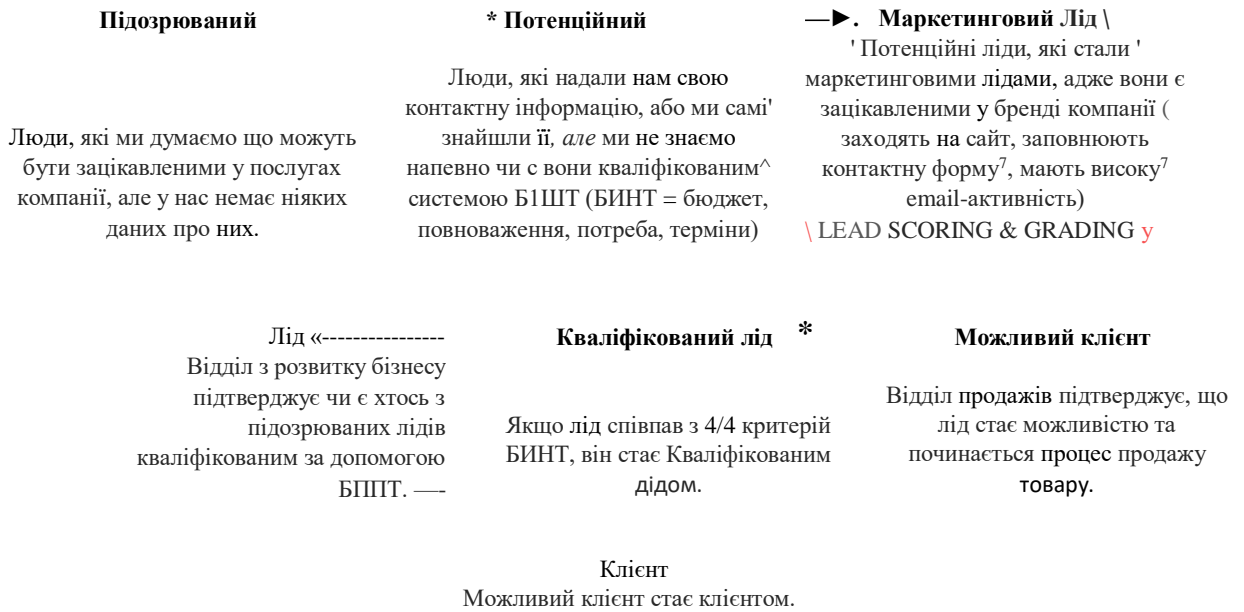 Підозрюваний
Люди, які ми думаємо що можуть
бути зацікавленими у послугах
компанії, але у нас немає ніяких
даних про них.
* Потенційний
Люди, які надали нам свою
контактну інформацію, або ми самі'
знайшли її, але ми не знаємо
напевно чи с вони кваліфікованим^
системою Б1ШТ (БИНТ = бюджет,
повноваження, потреба, терміни)
—►. Маркетинговий Лід \
' Потенційні ліди, які стали '
маркетинговими лідами, адже вони є
зацікавленими у бренді компанії (
заходять на сайт, заповнюють
контактну форму⁷, мають високу⁷
email-активність)
\ LEAD SCORING & GRADING у
Лід «----------------
Відділ з розвитку бізнесу
підтверджує чи є хтось з
підозрюваних лідів
кваліфікованим за допомогою
БППТ. —-
Кваліфікований лід *
Якщо лід співпав з 4/4 критерій
БИНТ, він стає Кваліфікованим
дідом.
Можливий клієнт
Відділ продажів підтверджує, що
лід стає можливістю та
починається процес продажу
товару.
Клієнт
Можливий клієнт стає клієнтом.